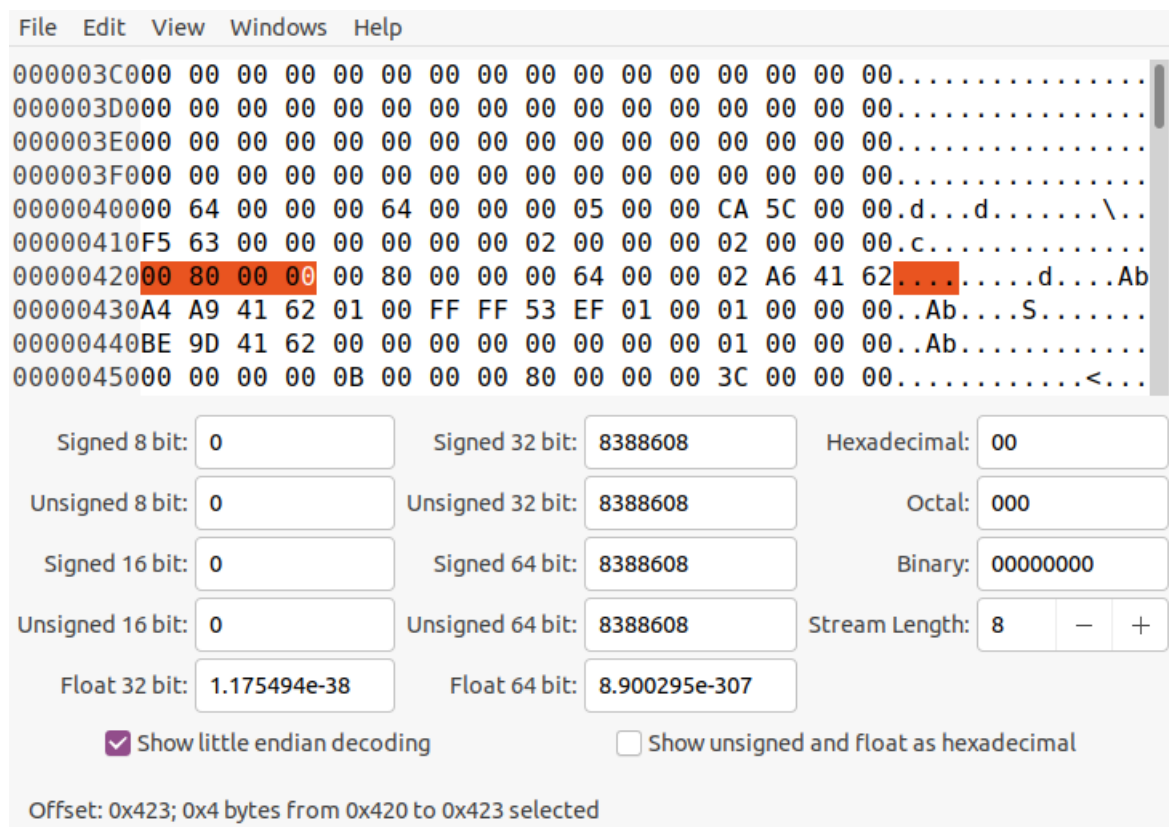 File Edit View Windows Help
000003C000 00 00 00 00 00 00 00 00 00 00 00 00 00 00 00................
000003D000 00 00 00 00 00 00 00 00 00 00 00 00 00 00 00................
000003E000 00 00 00 00 00 00 00 00 00 00 00 00 00 00 00................
000003F000 00 00 00 00 00 00 00 00 00 00 00 00 00 00 00................
0000040000 64 00 00 00 64 00 00 00 05 00 00 CA 5C 00 00.d...d.......\..
00000410F5 63 00 00 00 00 00 00 02 00 00 00 02 00 00 00.c..............
0000042000 80 00 00 00 80 00 00 00 64 00 00 02 A6 41 62.........d....Ab
00000430A4 A9 41 62 01 00 FF FF 53 EF 01 00 01 00 00 00..Ab....S.......
00000440BE 9D 41 62 00 00 00 00 00 00 00 00 01 00 00 00..Ab............
0000045000 00 00 00 0B 00 00 00 80 00 00 00 3C 00 00 00............<...
Signed 8 bit: 0 Signed 32 bit: 8388608 Hexadecimal: 00
Unsigned 8 bit: 0 Unsigned 32 bit: 8388608 Octal: 000
Signed 16 bit: 0 Signed 64 bit: 8388608 Binary: 00000000
Unsigned 16 bit: 0 Unsigned 64 bit: 8388608 Stream Length: 8 − +
Float 32 bit: 1.175494e-38 Float 64 bit: 8.900295e-307
Show little endian decoding Show unsigned and float as hexadecimal
Offset: 0x423; 0x4 bytes from 0x420 to 0x423 selected